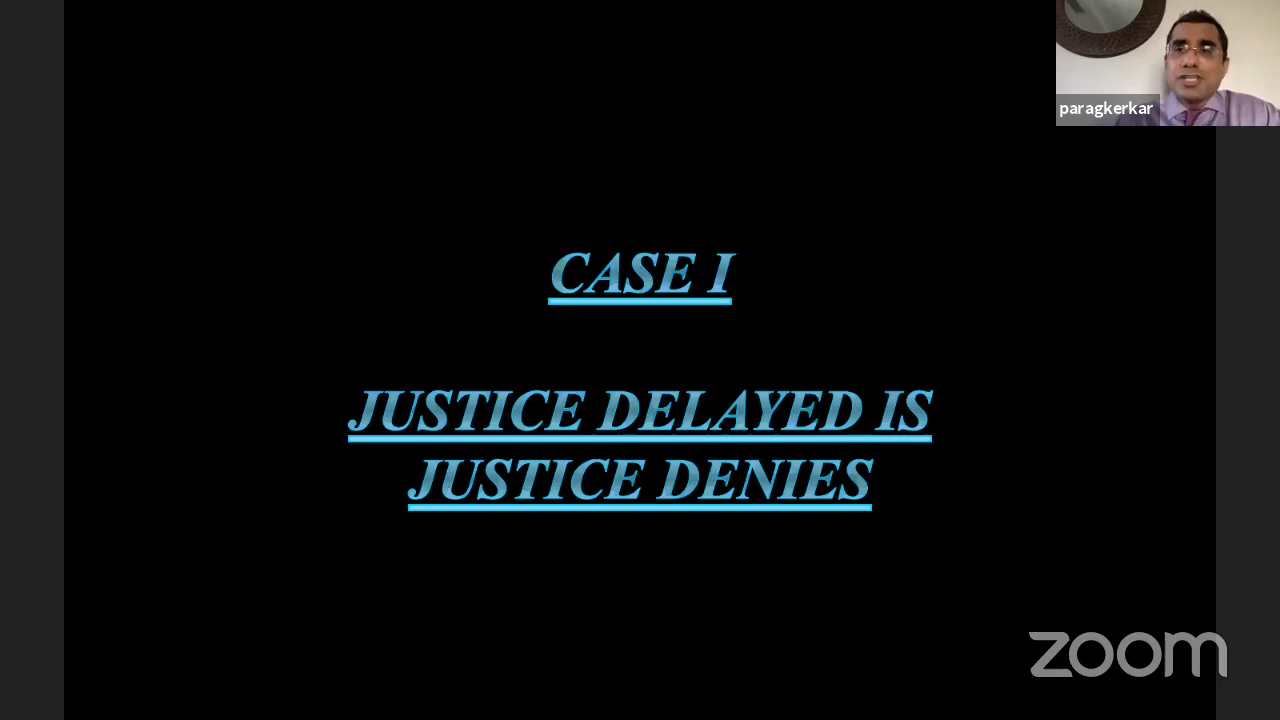 paragkerkar
CASE I
JUSTICE DELAYED IS
JUSTICE DENIES
zoom